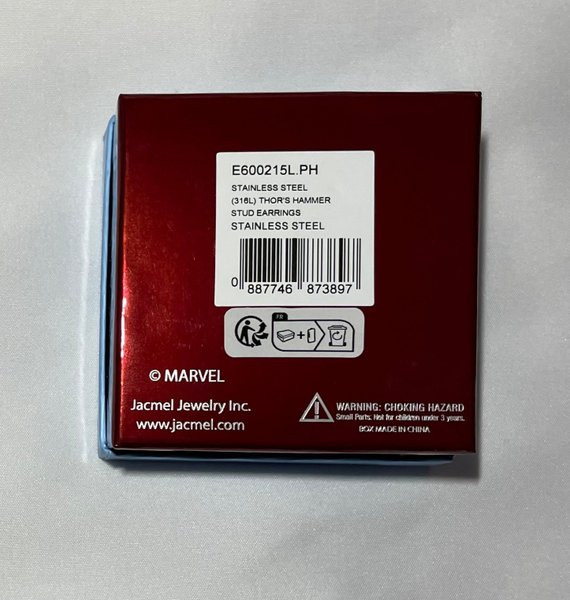 E600215L.PH
STAINLESS STEEL
(316L) THOR'S HAMMER
STUD EARRINGS
STAINLESS STEEL
0 887746 873897
FR
© MARVEL
Jacmel Jewelry Inc.
www.jacmel.com
WARNING: CHOKING HAZARD
Small Parts. Not for children under 3 years.
BOX MADE IN CHINA